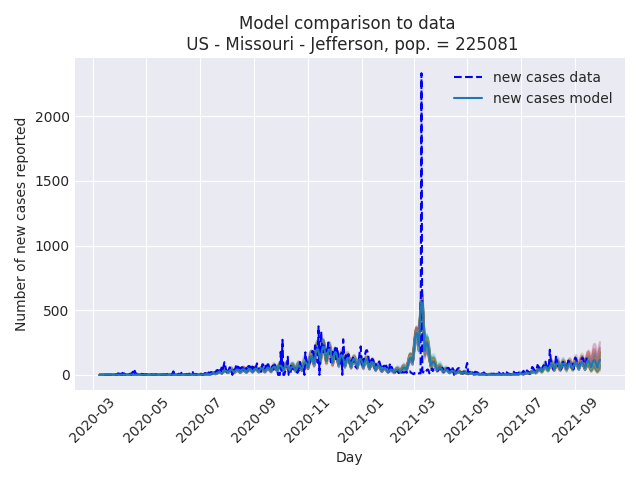 Model comparison to data
US - Missouri - Jefferson, pop. = 225081
new cases data
new cases model
Number of new cases reported
2000
1500
1000
500
0
2020-03
2020-05
2020-07
2020-09
2020-11
2021-01
2021-03
2021-05
2021-07
2021-09
Day